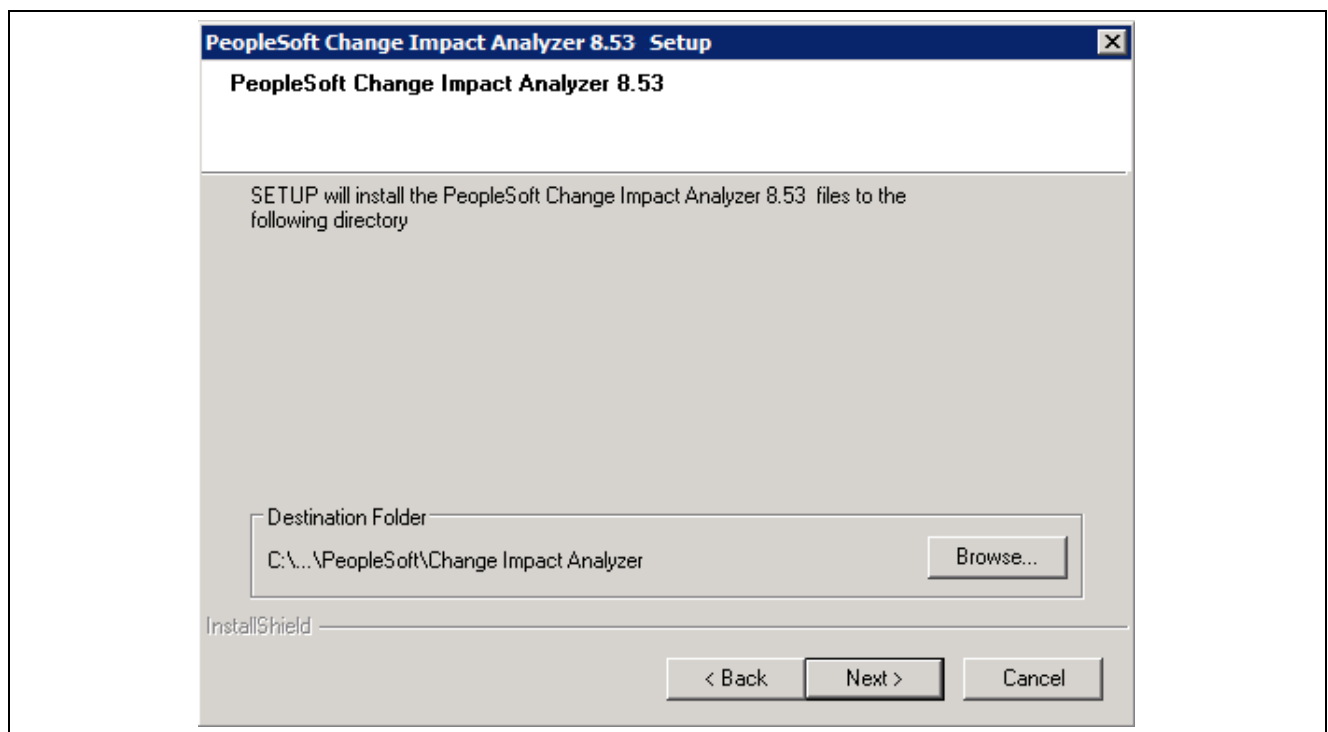 PeopleSoft Change Impact Analyzer 8.53 Setup
PeopleSoft Change Impact Analyzer 8.53
SETUP will install the PeopleSoft Change Impact Analyzer 8.53 files to the
following directory
Destination Folder
C:\...\PeopleSoft\Change Impact Analyzer
Browse...
InstallShield
< Back
Next >
Cancel